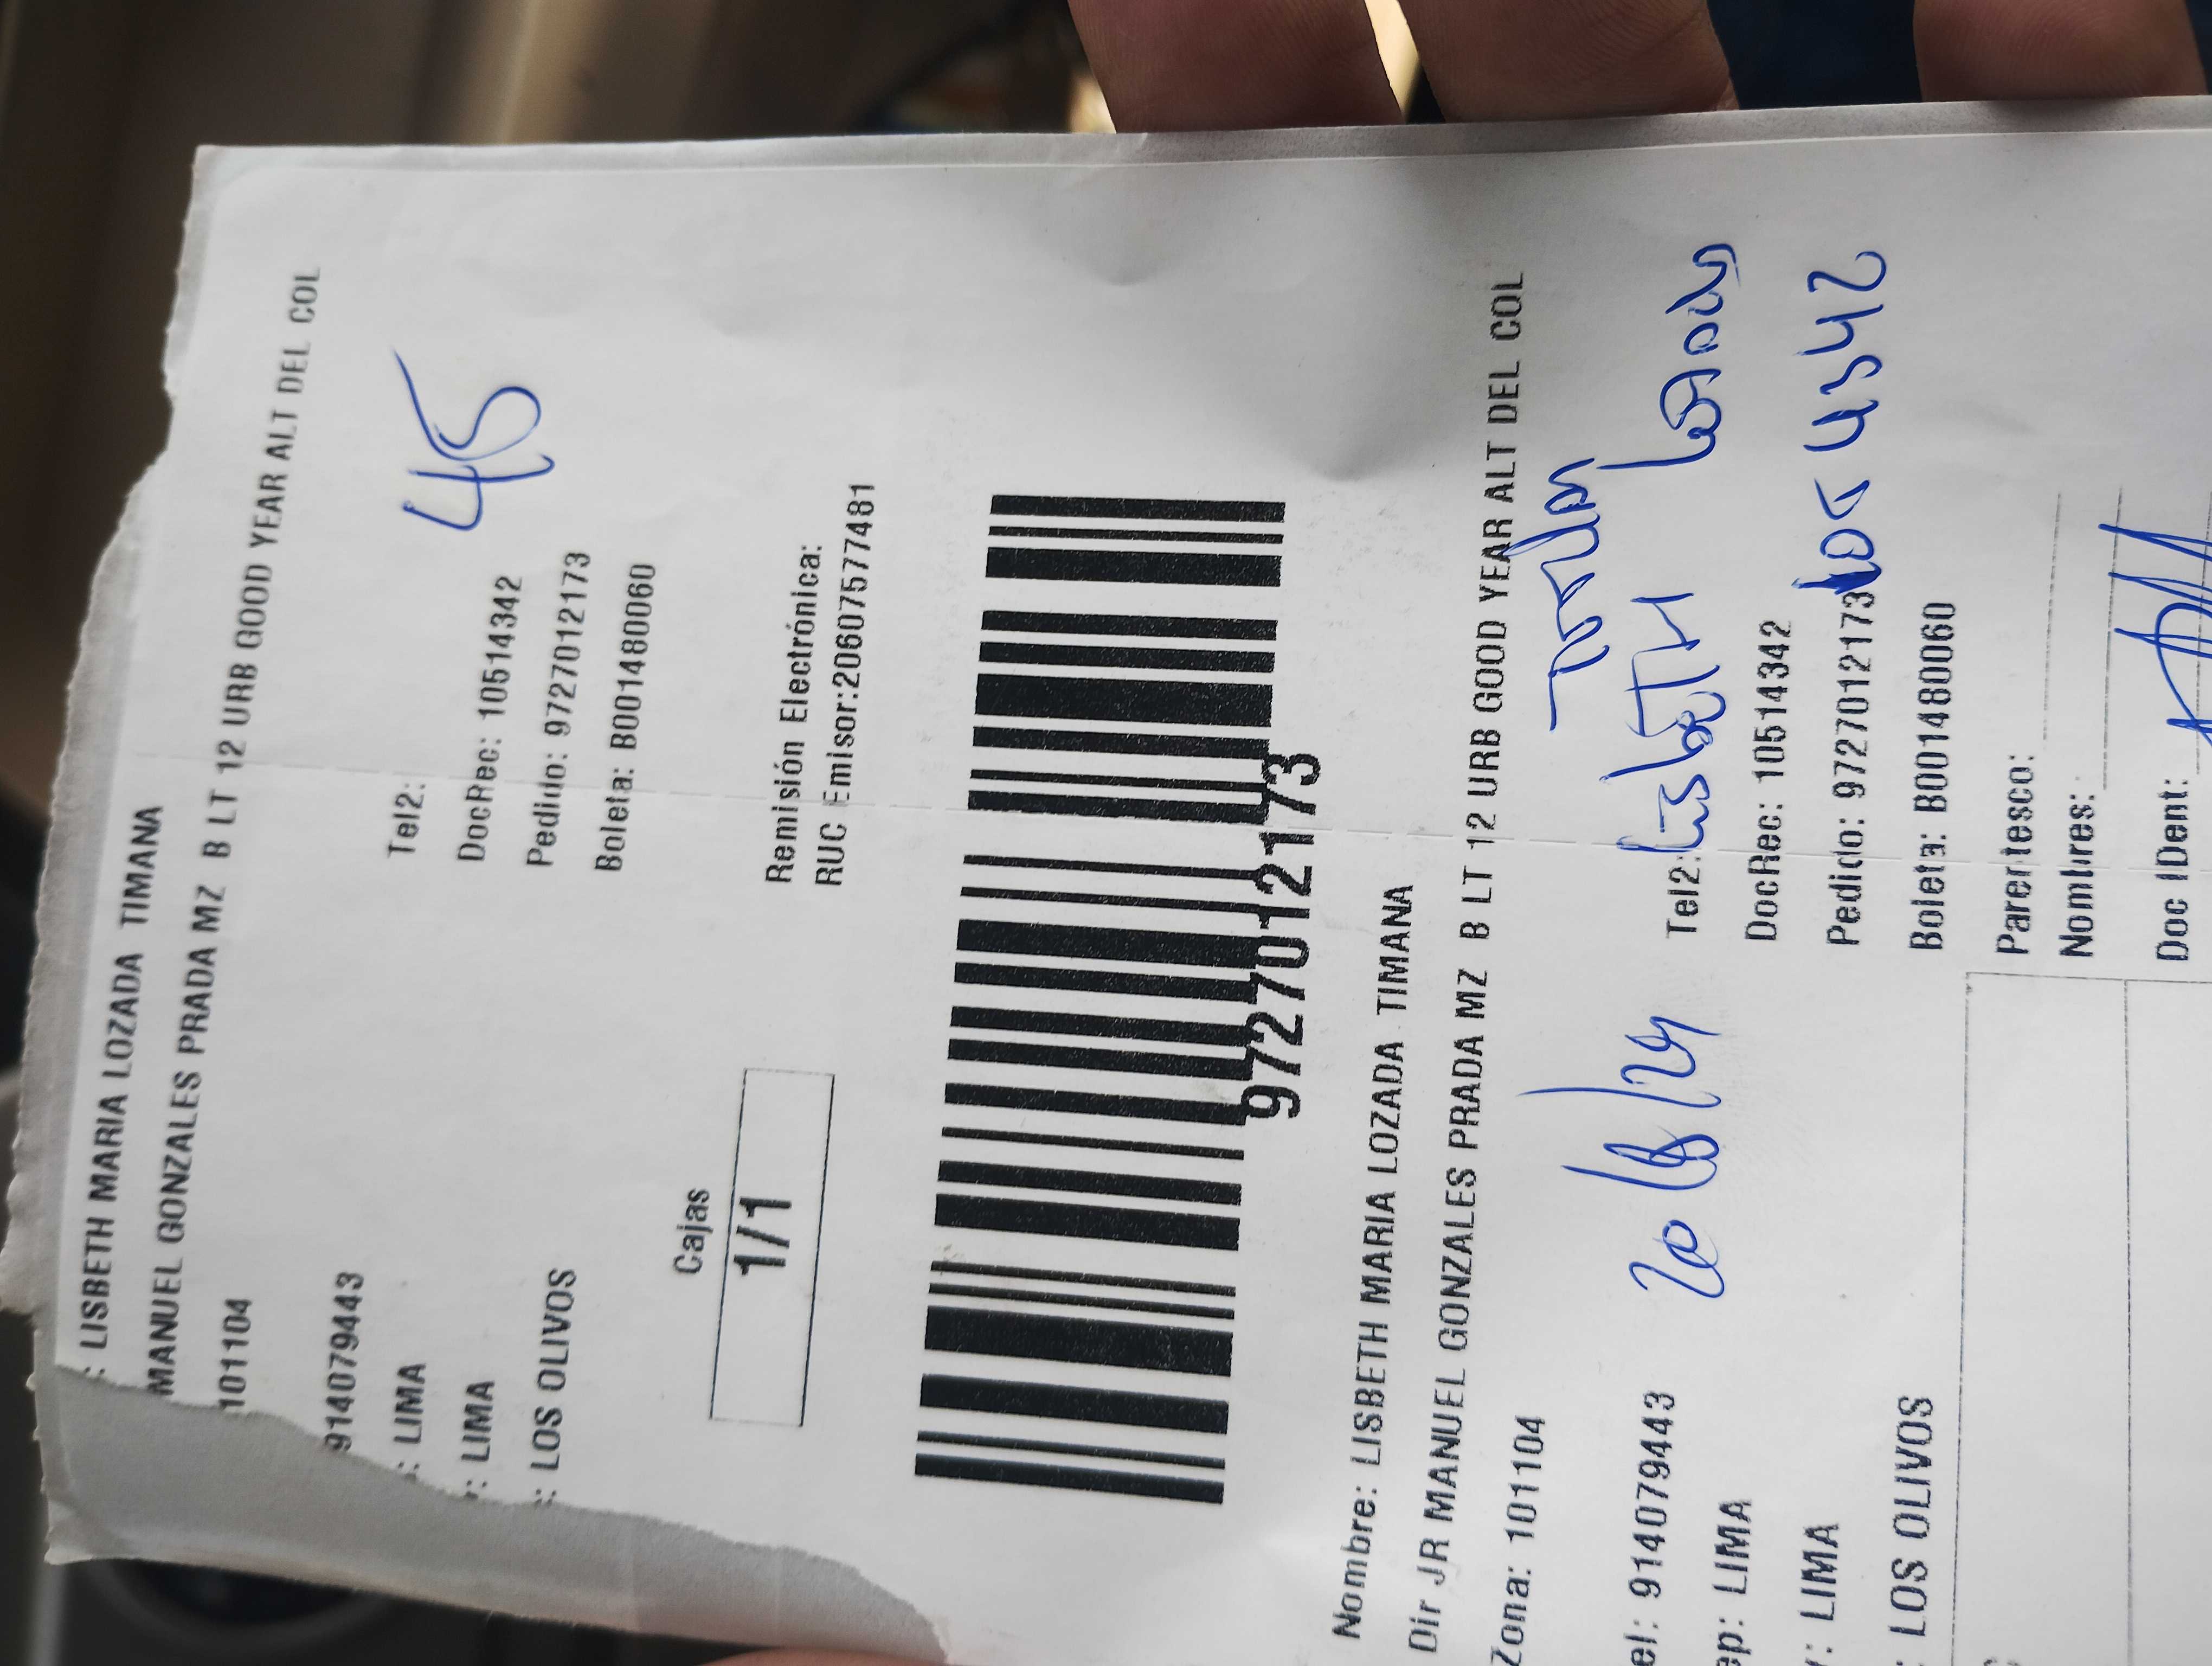 : LISBETH MARIA LOZADA TIMANA
MANUEL GONZALES PRADA MZ B LT 12 URB GOOD YEAR ALT DEL COL
101104
914079443
Tel2:
45
: LIMA
DocRec: 10514342
: LIMA
Pedido: 9727012173
: LOS OLIVOS
Boleta: B001480060
Cajas
1/1
Remisión Electrónica:
RUC Emisor:20607577481
9727012173
Nombre: LISBETH MARIA LOZADA TIMANA
Dir JR MANUEL GONZALES PRADA MZ B LT 12 URB GOOD YEAR ALT DEL COL
Zona: 101104
el: 914079443
Tel2:
Lisbeth Lozada
ep: LIMA
DocRec: 10514342
: LIMA
Pedido: 9727012173
: LOS OLIVOS
Boleta: B001480060
Parentesco:
Nombres:
Doc IDent: